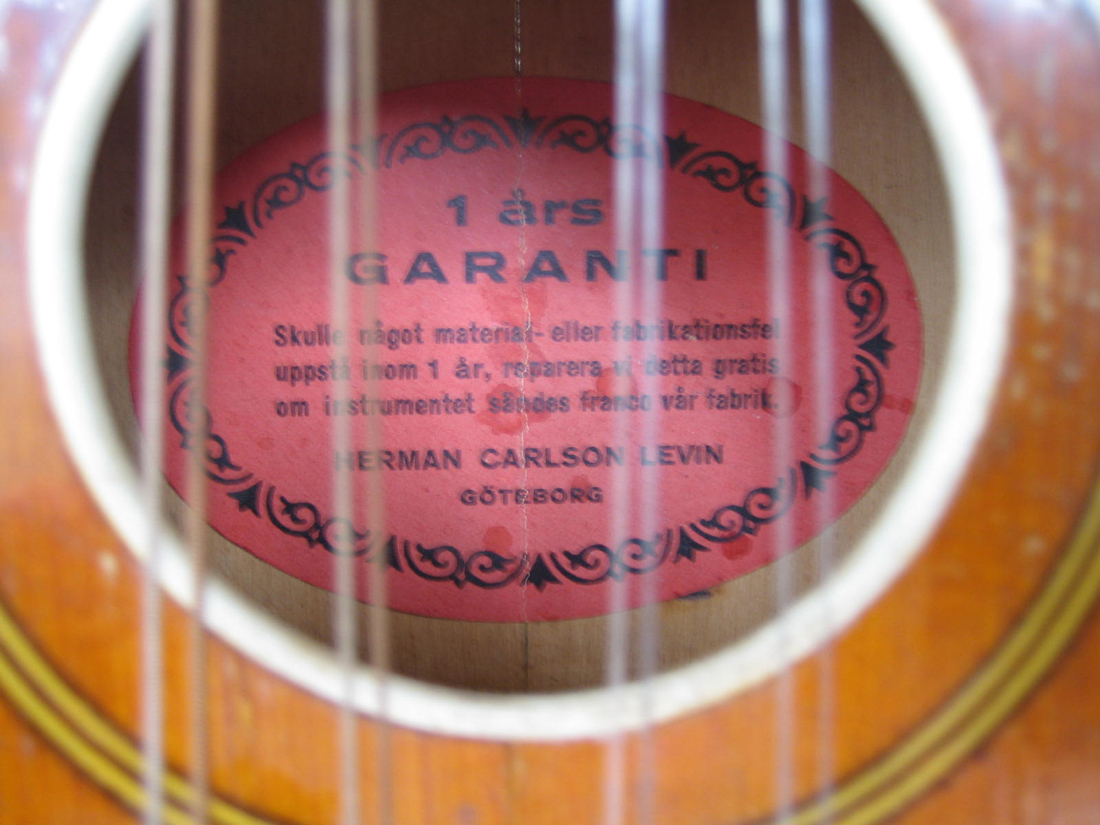 1 års
GARANTI
Skulle något material- eller fabrikationsfel
uppstå inom 1 år, reparera vi detta gratis
om instrumentet sändes franco vår fabrik.
HERMAN CARLSON LEVIN
GÖTEBORG